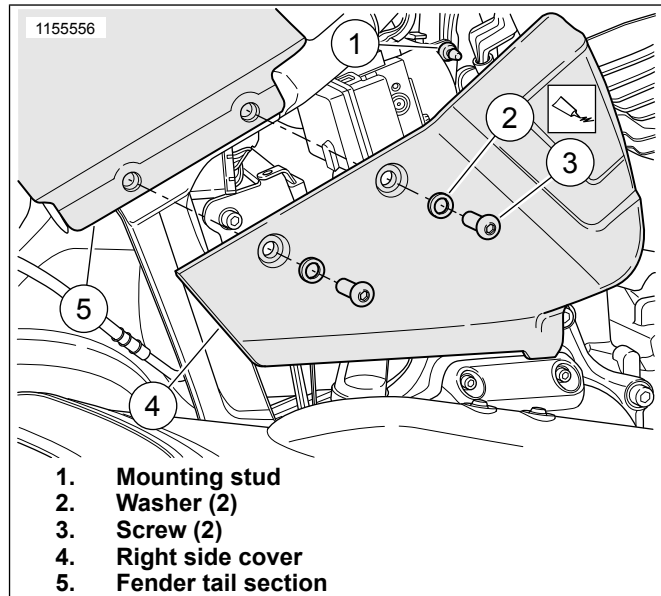 1155556
1
2
3
5
4
1. Mounting stud
2. Washer (2)
3. Screw (2)
4. Right side cover
5. Fender tail section